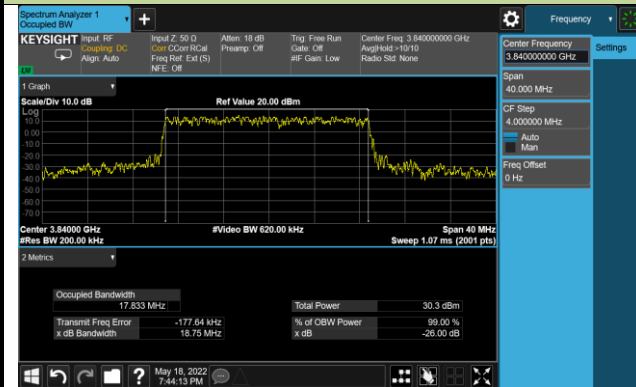 Spectrum Analyzer 1
Occupied BW
+
Frequency
KEYSIGHT
Input: RF
Coupling: DC
Align: Auto
Input Z: 50 Ω
Corr CCorr RCal
Freq Ref: Ext (S)
NFE: Off
Atten: 18 dB
Preamp: Off
Trig: Free Run
Gate: Off
#IF Gain: Low
Center Freq: 3.840000000 GHz
Avg|Hold:>10/10
Radio Std: None
Center Frequency
3.840000000 GHz
Settings
Span
40.000 MHz
CF Step
4.000000 MHz
Auto
Man
Freq Offset
0 Hz
1 Graph
Scale/Div 10.0 dB
Ref Value 20.00 dBm
Log
10.0
0.00
-10.0
-20.0
-30.0
-40.0
-50.0
-60.0
-70.0
Center 3.84000 GHz
#Video BW 620.00 kHz
Span 40 MHz
#Res BW 200.00 kHz
Sweep 1.07 ms (2001 pts)
2 Metrics
Occupied Bandwidth
17.833 MHz
Total Power 30.3 dBm
Transmit Freq Error -177.64 kHz
% of OBW Power 99.00 %
x dB Bandwidth 18.75 MHz
x dB -26.00 dB
?
May 18, 2022
7:44:13 PM